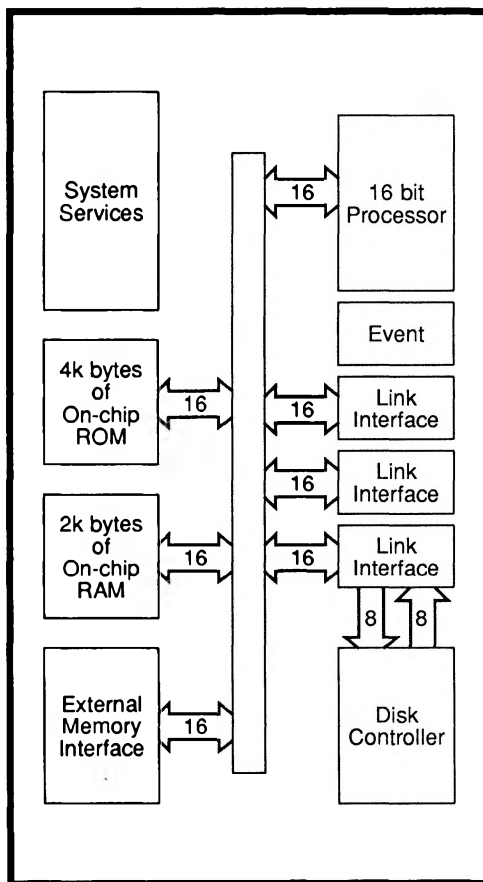 System
Services
16
16 bit
Processor
Event
4k bytes
of
On-chip
ROM
16
16
Link
Interface
16
Link
Interface
2k bytes
of
On-chip
RAM
16
16
Link
Interface
8
8
External
Memory
Interface
16
Disk
Controller